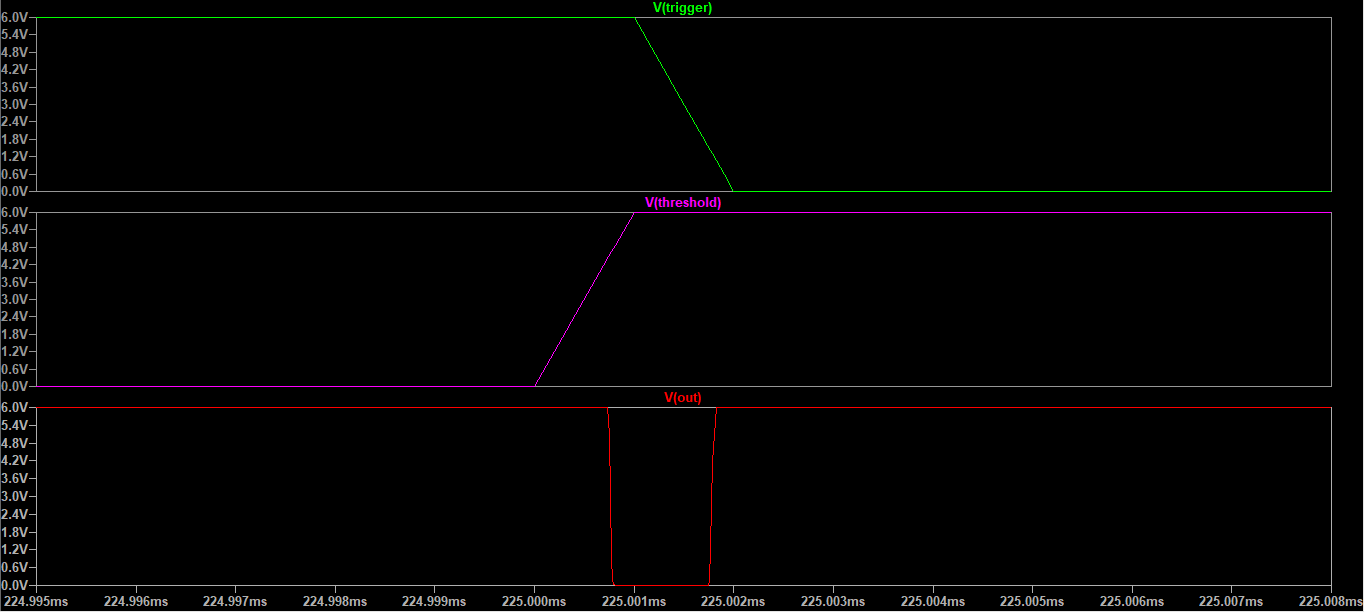 V(trigger)
6.0V
5.4V
4.8V
4.2V
3.6V
3.0V
2.4V
1.8V
1.2V
0.6V
0.0V
V(threshold)
6.0V
5.4V
4.8V
4.2V
3.6V
3.0V
2.4V
1.8V
1.2V
0.6V
0.0V
V(out)
6.0V
5.4V
4.8V
4.2V
3.6V
3.0V
2.4V
1.8V
1.2V
0.6V
0.0V
224.995ms 224.996ms 224.997ms 224.998ms 224.999ms 225.000ms 225.001ms 225.002ms 225.003ms 225.004ms 225.005ms 225.006ms 225.007ms 225.008ms